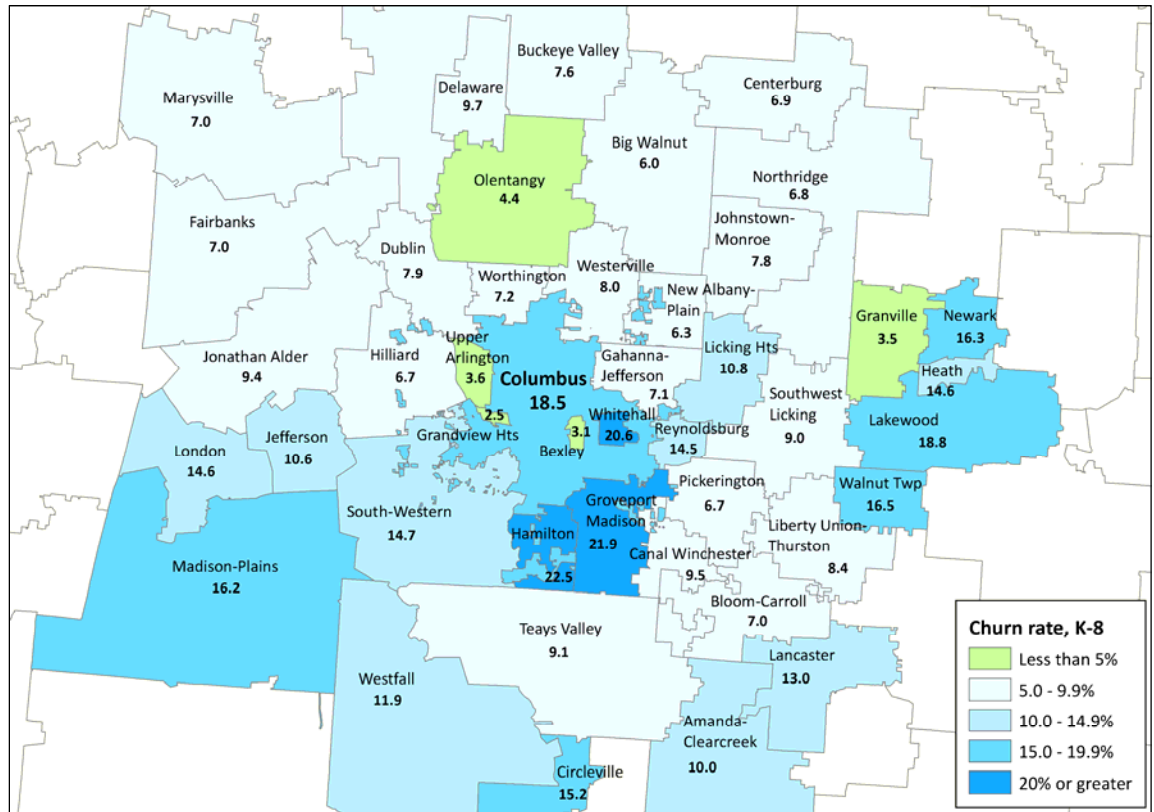 Buckeye Valley
7.6
Delaware
9.7
Centerburg
6.9
Marysville
7.0
Big Walnut
6.0
Olentangy
4.4
Northridge
6.8
Fairbanks
7.0
Johnstown-
Monroe
7.8
Dublin
7.9
Worthington
7.2
Westerville
8.0
New Albany-
Plain
6.3
Granville
3.5
Newark
16.3
Upper
Arlington
3.6
Jonathan Alder
9.4
Hilliard
6.7
Columbus
18.5
Gahanna-
Jefferson
7.1
Licking Hts
10.8
Heath
14.6
Southwest
Licking
9.0
Lakewood
18.8
2.5
Grandview Hts
3.1
Bexley
Whitehall
20.6
Reynoldsburg
14.5
London
14.6
Jefferson
10.6
Pickerington
6.7
Walnut Twp
16.5
South-Western
14.7
Groveport
Madison
21.9
Hamilton
22.5
Liberty Union-
Thurston
8.4
Canal Winchester
9.5
Madison-Plains
16.2
Bloom-Carroll
7.0
Teays Valley
9.1
Lancaster
13.0
Westfall
11.9
Amanda-
Clearcreek
10.0
Circleville
15.2
Churn rate, K-8
Less than 5%
5.0 - 9.9%
10.0 - 14.9%
15.0 - 19.9%
20% or greater